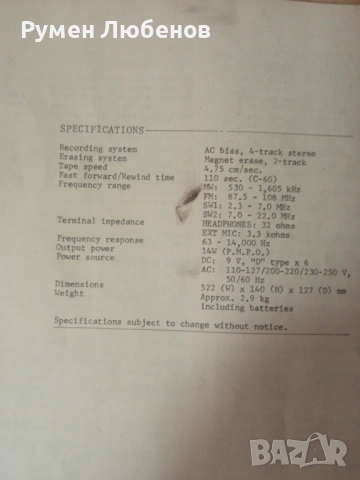 Румен Любенов
SPECIFICATIONS
Recording system AC bias, 4-track stereo
Erasing system Magnet erase, 2-track
Tape speed 4.75 cm/sec.
Fast forward/Rewind time 110 sec. (C-60)
Frequency range MW: 530 - 1,605 kHz
FM: 87.5 - 108 MHz
SW1: 2.3 - 7.0 MHz
SW2: 7.0 - 22.0 MHz
Terminal impedance HEADPHONES: 32 ohms
EXT MIC: 3.3 kohms
Frequency response 63 - 14,000 Hz
Output power 14W (P.M.P.O.)
Power source DC: 9 V, "D" type x 6
AC: 110-127/200-220/230-250 V,
50/60 Hz
Dimensions 522 (W) x 140 (H) x 127 (D) mm
Weight Approx. 2.9 kg
including batteries
Specifications subject to change without notice.
BAZAR
bg